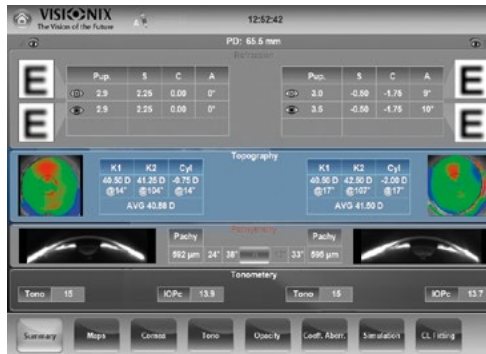 VISIONIX
The Vision of the Future
12:52:42
PD: 65.5 mm
Refraction
Pup. S C A
2.9 2.25 0.00 0°
2.9 2.25 0.00 0°
Pup. S C A
3.0 -0.50 -1.75 9°
3.5 -0.50 -1.75 10°
E
E
E
E
Topography
K1 K2 Cyl
40.50 D 41.25 D -0.75 D
@14° @104° @14°
AVG 40.88 D
K1 K2 Cyl
40.50 D 42.50 D -2.00 D
@17° @107° @17°
AVG 41.50 D
Pachymetry
Pachy
592 µm 24° 38°
Pachy
33° 596 µm
Tonometery
Tono 15
IOPc 13.9
Tono 15
IOPc 13.7
Summary
Maps
Cornea
Tono
Opacity
Coeff. Aberr.
Simulation
CL Fitting